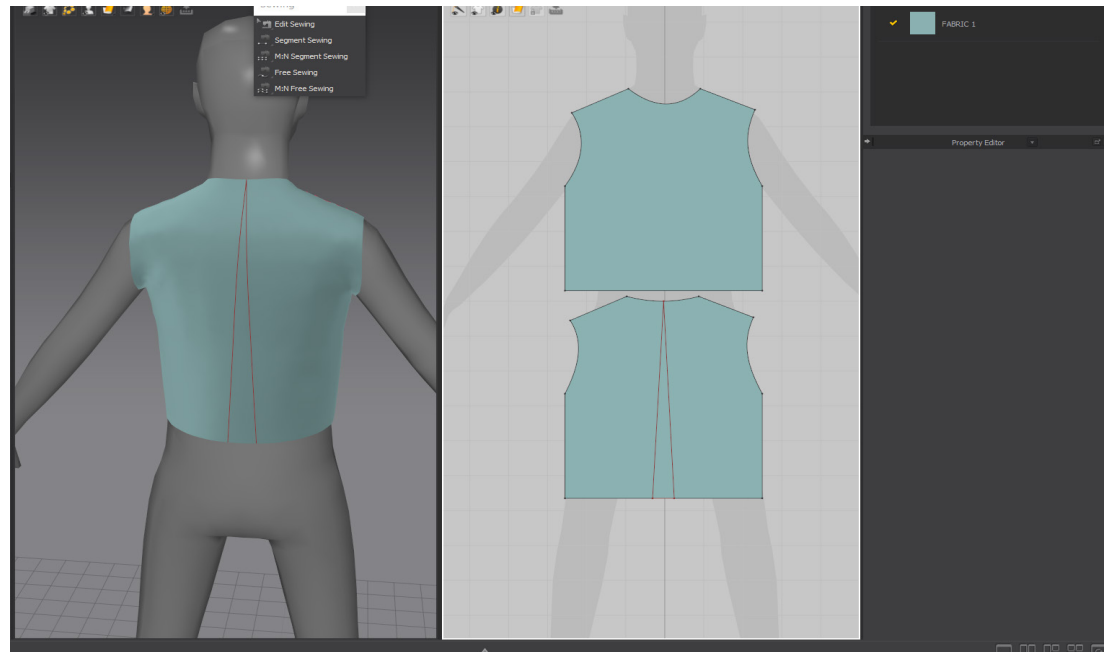 Edit Sewing
Segment Sewing
M:N Segment Sewing
Free Sewing
M:N Free Sewing
FABRIC 1
Property Editor